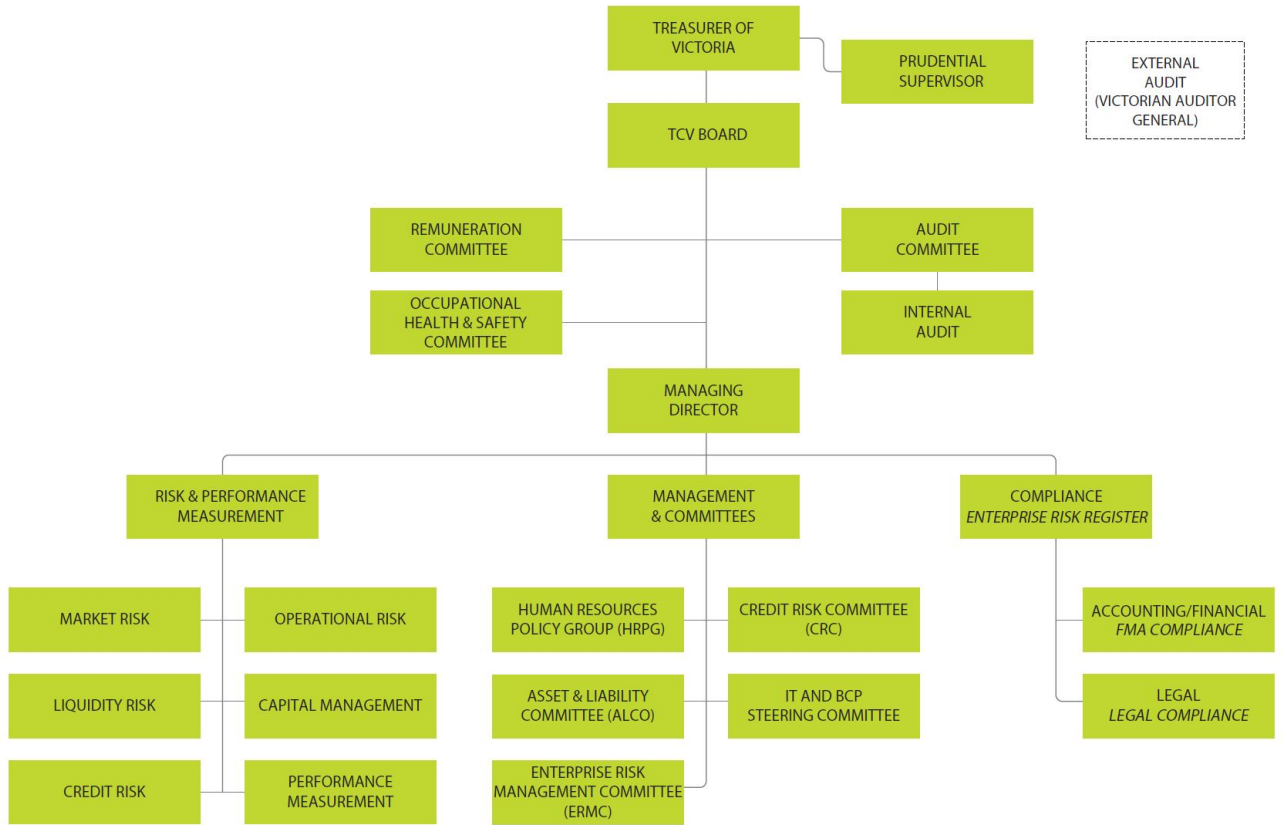 TREASURER OF
VICTORIA
PRUDENTIAL
SUPERVISOR
EXTERNAL
AUDIT
(VICTORIAN AUDITOR
GENERAL)
TCV BOARD
REMUNERATION
COMMITTEE
AUDIT
COMMITTEE
OCCUPATIONAL
HEALTH & SAFETY
COMMITTEE
INTERNAL
AUDIT
MANAGING
DIRECTOR
RISK & PERFORMANCE
MEASUREMENT
MANAGEMENT
& COMMITTEES
COMPLIANCE
ENTERPRISE RISK REGISTER
MARKET RISK
OPERATIONAL RISK
HUMAN RESOURCES
POLICY GROUP (HRPG)
CREDIT RISK COMMITTEE
(CRC)
ACCOUNTING/FINANCIAL
FMA COMPLIANCE
LIQUIDITY RISK
CAPITAL MANAGEMENT
ASSET & LIABILITY
COMMITTEE (ALCO)
IT AND BCP
STEERING COMMITTEE
LEGAL
LEGAL COMPLIANCE
CREDIT RISK
PERFORMANCE
MEASUREMENT
ENTERPRISE RISK
MANAGEMENT COMMITTEE
(ERMC)